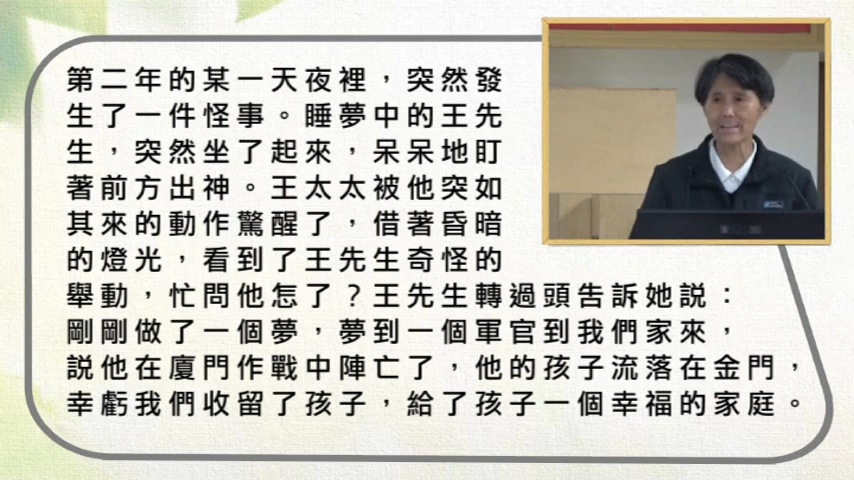 第二年的某一天夜裡，突然發
生了一件怪事。睡夢中的王先
生，突然坐了起來，呆呆地盯
著前方出神。王太太被他突如
其來的動作驚醒了，借著昏暗
的燈光，看到了王先生奇怪的
舉動，忙問他怎了？王先生轉過頭告訴她說：
剛剛做了一個夢，夢到一個軍官到我們家來，
說他在廈門作戰中陣亡了，他的孩子流落在金門，
幸虧我們收留了孩子，給了孩子一個幸福的家庭。